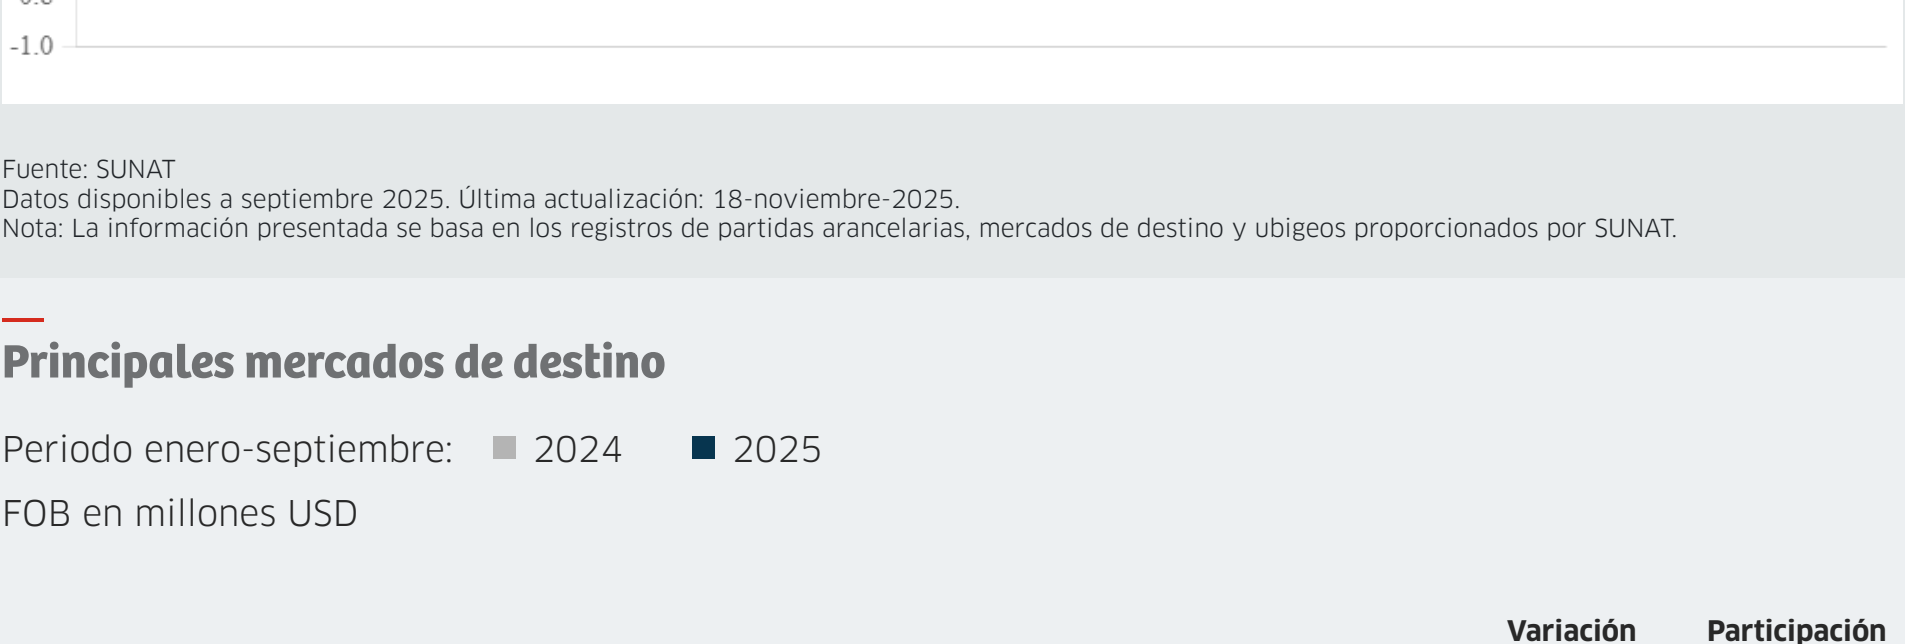 -1.0
Fuente: SUNAT
Datos disponibles a septiembre 2025. Última actualización: 18-noviembre-2025.
Nota: La información presentada se basa en los registros de partidas arancelarias, mercados de destino y ubigeos proporcionados por SUNAT.
Principales mercados de destino
Periodo enero-septiembre: 2024 2025
FOB en millones USD
Variación Participación